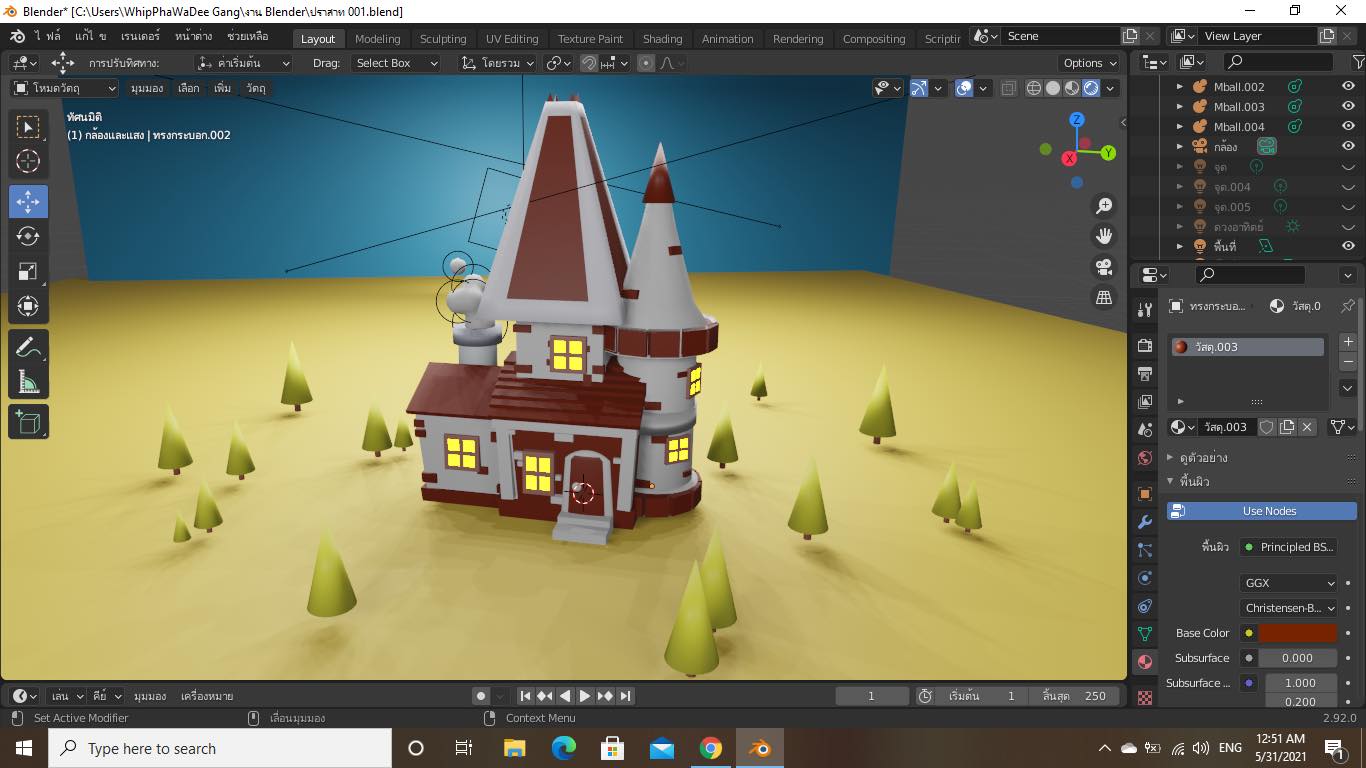 Blender* [C:\Users\WhipPhaWaDee Gang\งาน Blender\ปราสาท 001.blend]
ไฟล์ แก้ไข เรนเดอร์ หน้าต่าง ช่วยเหลือ Layout Modeling Sculpting UV Editing Texture Paint Shading Animation Rendering Compositing Scriptin Scene View Layer
การปรับทิศทาง: ค่าเริ่มต้น Drag: Select Box โดยรวม Options
โหมดวัตถุ มุมมอง เลือก เพิ่ม วัตถุ
ทัศนมิติ
(1) กล้องและแสง | ทรงกระบอก.002
Z
Y
X
Mball.002
Mball.003
Mball.004
กล้อง
จุด
จุด.004
จุด.005
ดวงอาทิตย์
พื้นที่
ทรงกระบอ... วัสดุ.0
วัสดุ.003
วัสดุ.003
ดูตัวอย่าง
พื้นผิว
Use Nodes
พื้นผิว Principled BS...
GGX
Christensen-B...
Base Color
Subsurface 0.000
Subsurface ... 1.000
0.200
เล่น คีย์ มุมมอง เครื่องหมาย 1 เริ่มต้น 1 สิ้นสุด 250
Set Active Modifier เลื่อนมุมมอง Context Menu 2.92.0
Type here to search ENG 12:51 AM
5/31/2021
1